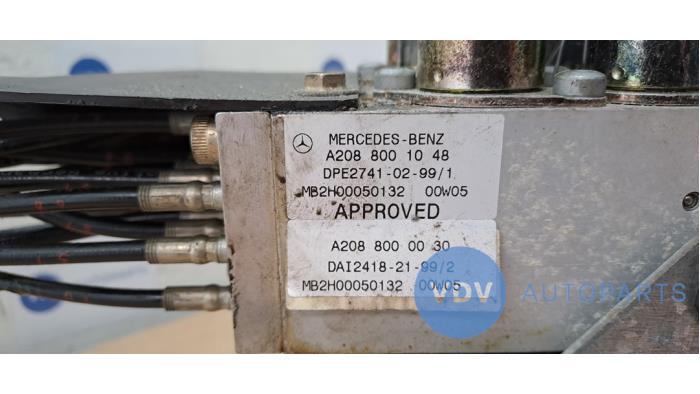 MERCEDES-BENZ
A208 800 10 48
DPE2741-02-99/1
MB2H00050132 00W05
APPROVED
A208 800 00 30
DAI2418-21-99/2
MB2H00050132 00W05
VDV AUTOPARTS